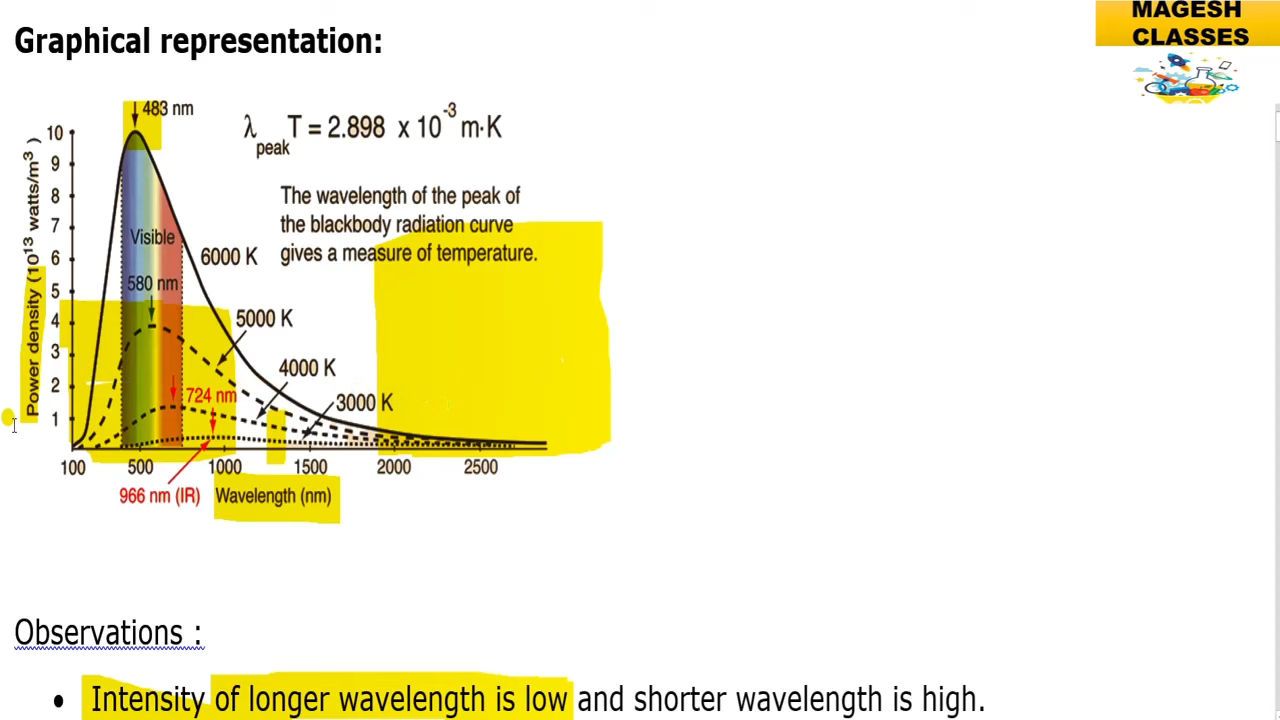 MAGESH
CLASSES
Graphical representation:
483 nm
λpeak T = 2.898 x 10-3 m·K
The wavelength of the peak of
the blackbody radiation curve
gives a measure of temperature.
Power density (10^13 watts/m^3 )
10
9
8
7
6
5
4
3
2
1
Visible
6000 K
580 nm
5000 K
4000 K
724 nm
3000 K
100 500 1000 1500 2000 2500
966 nm (IR) Wavelength (nm)
Observations :
• Intensity of longer wavelength is low and shorter wavelength is high.